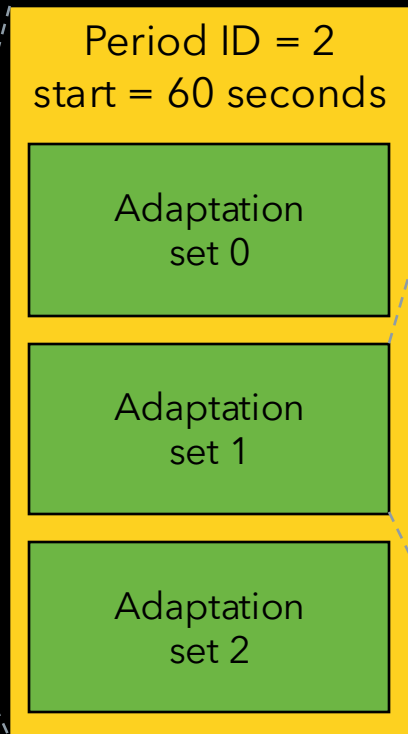 Period ID = 2
start = 60 seconds
Adaptation
set 0
Adaptation
set 1
Adaptation
set 2